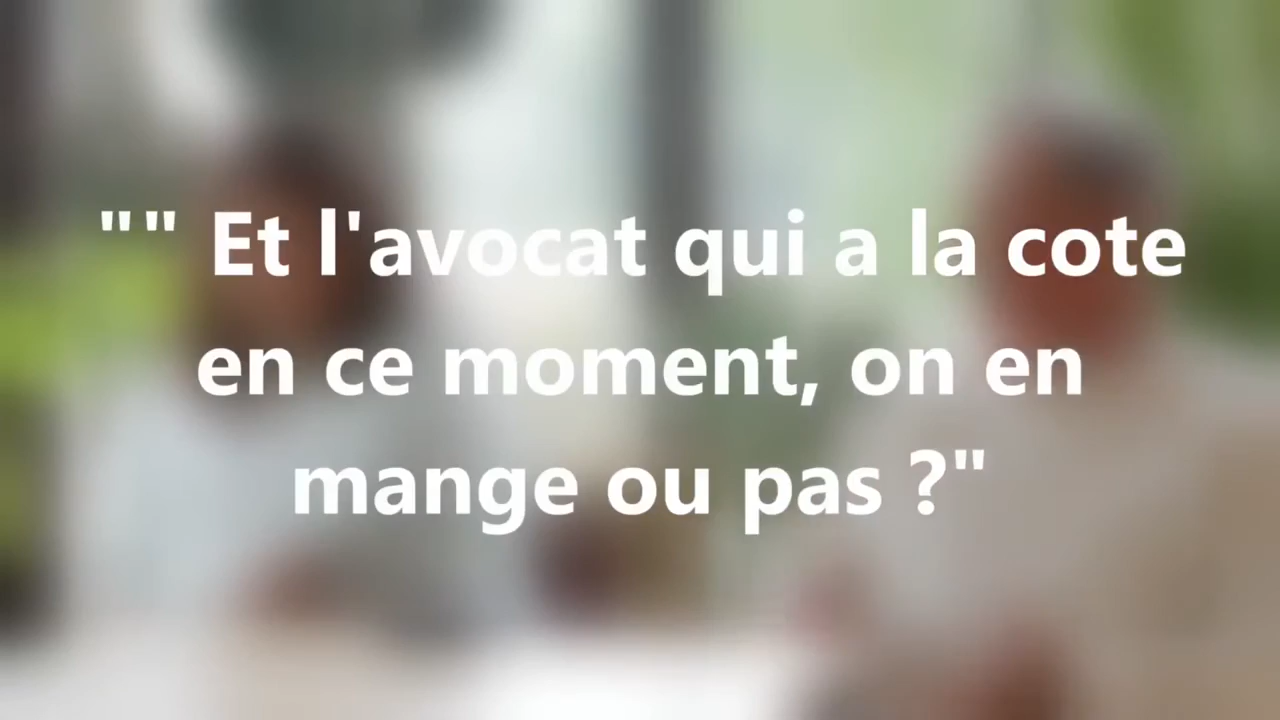 "" Et l'avocat qui a la cote
en ce moment, on en
mange ou pas ?"